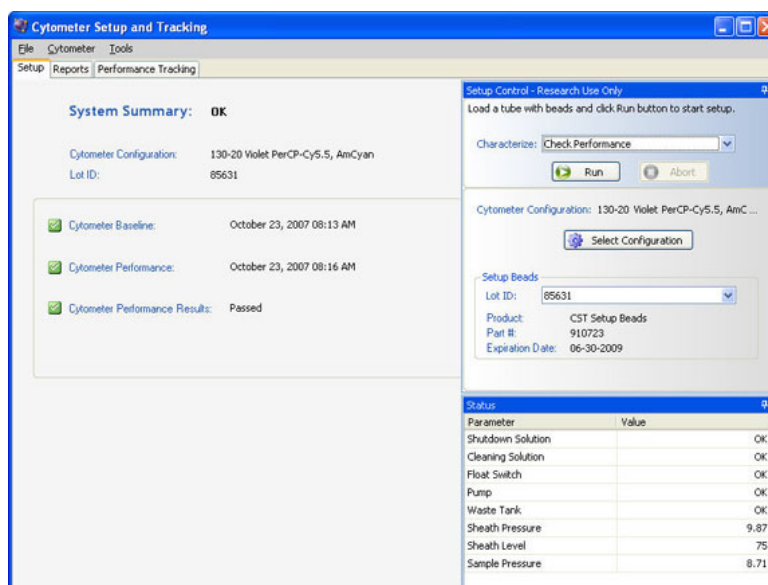 Cytometer Setup and Tracking
File Cytometer Tools
Setup Reports Performance Tracking
System Summary: OK
Cytometer Configuration: 130-20 Violet PerCP-Cy5.5, AmCyan
Lot ID: 85631
Cytometer Baseline: October 23, 2007 08:13 AM
Cytometer Performance: October 23, 2007 08:16 AM
Cytometer Performance Results: Passed
Setup Control - Research Use Only
Load a tube with beads and click Run button to start setup.
Characterize: Check Performance
Run Abort
Cytometer Configuration: 130-20 Violet PerCP-Cy5.5, AmC ...
Select Configuration
Setup Beads
Lot ID: 85631
Product: CST Setup Beads
Part #: 910723
Expiration Date: 06-30-2009
Status
Parameter Value
Shutdown Solution OK
Cleaning Solution OK
Float Switch OK
Pump OK
Waste Tank OK
Sheath Pressure 9.87
Sheath Level 75
Sample Pressure 8.71